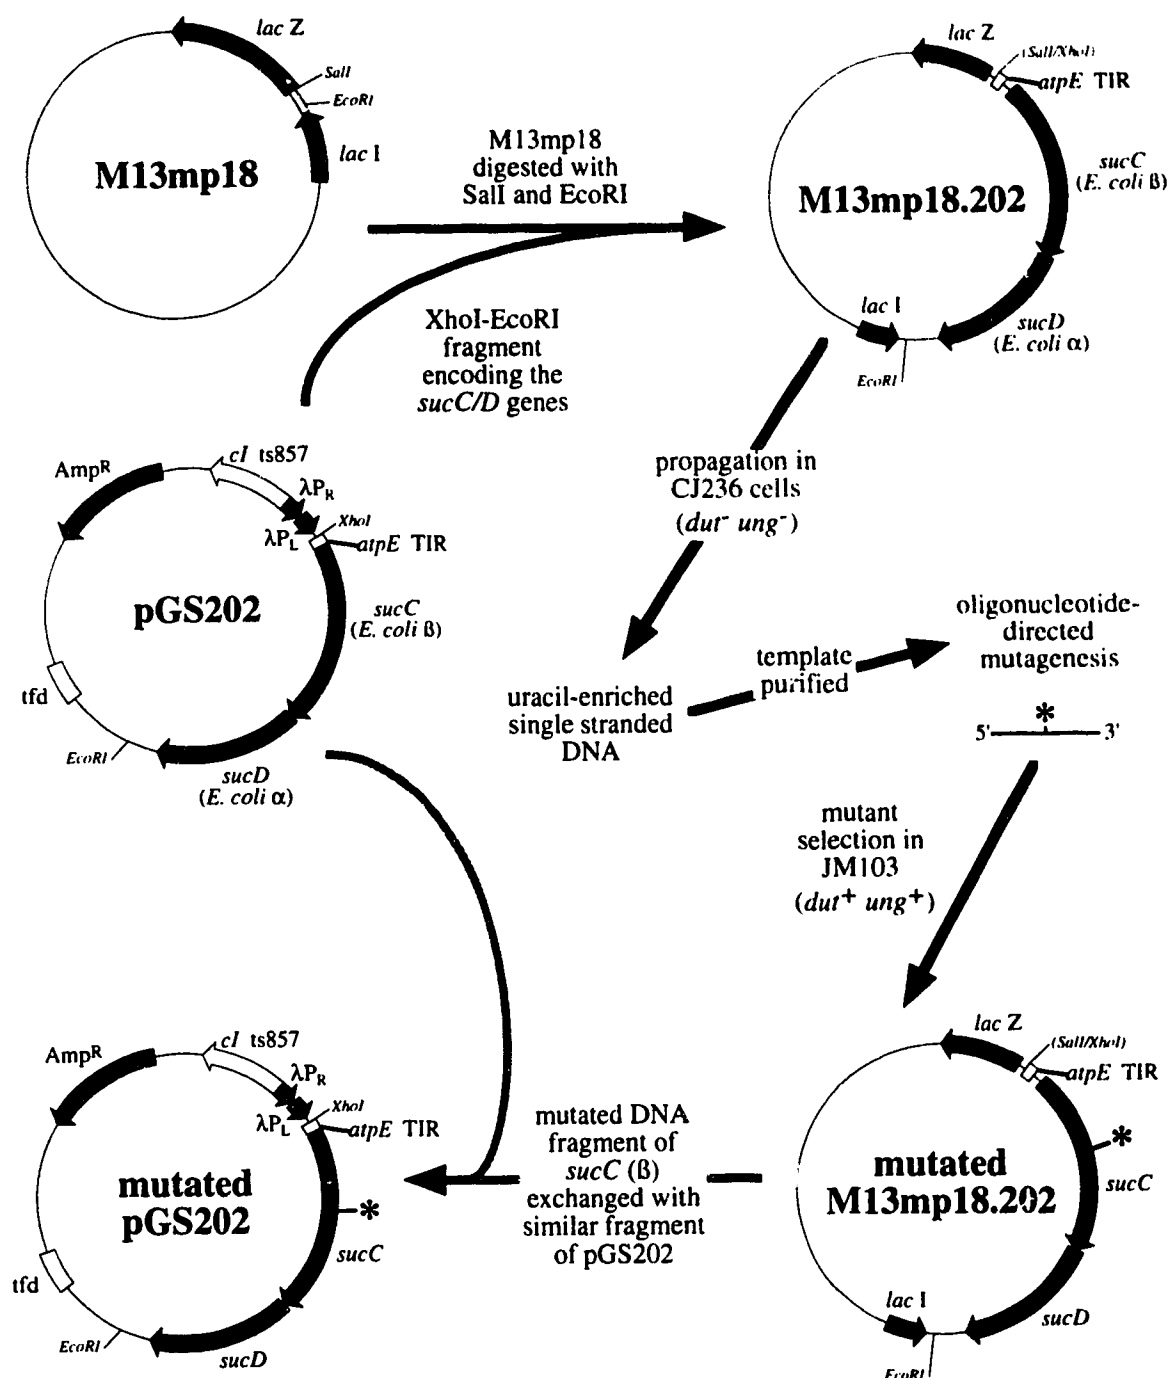 lac Z
SalI
EcoRI
lac I
M13mp18
M13mp18
digested with
SalI and EcoRI
XhoI-EcoRI
fragment
encoding the
sucC/D genes
lac Z
(SalI/XhoI)
atpE TIR
sucC
(E. coli ß)
M13mp18.202
lac I
sucD
(E. coli α)
EcoRI
AmpR
cI ts857
λPR
λPL
XhoI
atpE TIR
pGS202
sucC
(E. coli ß)
tfd
EcoRI
sucD
(E. coli α)
propagation in
CJ236 cells
(dut- ung-)
uracil-enriched
single stranded
DNA
template
purified
oligonucleotide-
directed
mutagenesis
*
5' 3'
mutant
selection in
JM103
(dut+ ung+)
lac Z
(SalI/XhoI)
atpE TIR
*
mutated
M13mp18.202
sucC
lac I
sucD
EcoRI
mutated DNA
fragment of
sucC (ß)
exchanged with
similar fragment
of pGS202
AmpR
cI ts857
λPR
λPL
XhoI
atpE TIR
mutated
pGS202
*
sucC
tfd
EcoRI
sucD